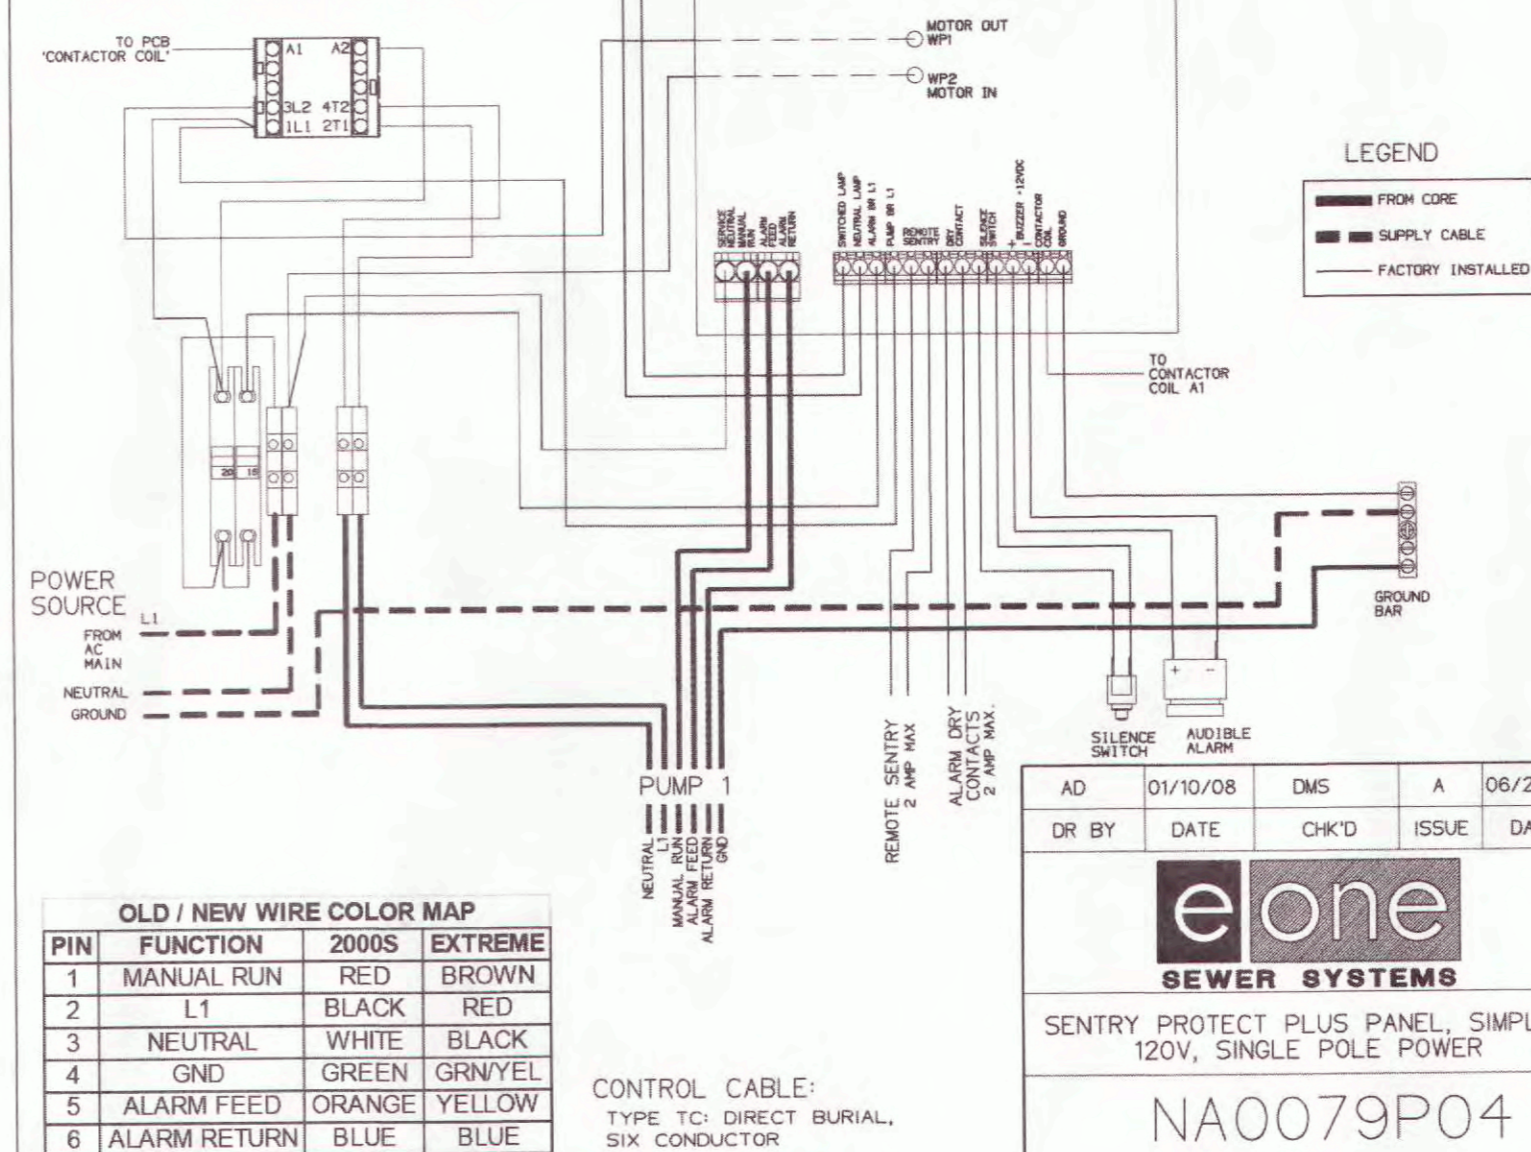 MOTOR OUT
WP1
WP2
MOTOR IN
TO PCB
'CONTACTOR COIL'
A1 A2
3L2 4T2
1L1 2T1
LEGEND
FROM CORE
SUPPLY CABLE
FACTORY INSTALLED
SERVICE
NEUTRAL
MANUAL
RUN
ALARM
FEED
ALARM
RETURN
SWITCHED LAMP
NEUTRAL LAMP
ALARM BR L1
PUMP BR L1
REMOTE
SENTRY
DRY
CONTACT
SILENCE
SWITCH
+
BUZZER -12VDC
-
CONTACTOR
COIL
GROUND
TO
CONTACTOR
COIL A1
20 15
POWER
SOURCE
L1
FROM
AC
MAIN
NEUTRAL
GROUND
GROUND
BAR
PUMP 1
NEUTRAL
L1
MANUAL RUN
ALARM FEED
ALARM RETURN
GND
REMOTE SENTRY
2 AMP MAX
ALARM DRY
CONTACTS
2 AMP MAX.
+ -
SILENCE
SWITCH
AUDIBLE
ALARM
AD 01/10/08 DMS A 06/2
DR BY DATE CHK'D ISSUE DA
eone
SEWER SYSTEMS
SENTRY PROTECT PLUS PANEL, SIMPL
120V, SINGLE POLE POWER
NA0079P04
OLD / NEW WIRE COLOR MAP
PIN FUNCTION 2000S EXTREME
1 MANUAL RUN RED BROWN
2 L1 BLACK RED
3 NEUTRAL WHITE BLACK
4 GND GREEN GRN/YEL
5 ALARM FEED ORANGE YELLOW
6 ALARM RETURN BLUE BLUE
CONTROL CABLE:
TYPE TC: DIRECT BURIAL,
SIX CONDUCTOR